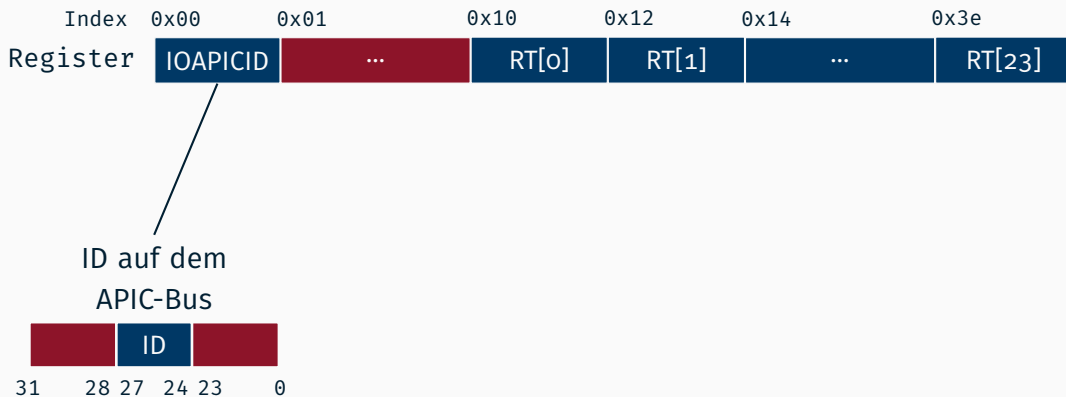 Index 0x00 0x01 0x10 0x12 0x14 0x3e
Register IOAPICID ... RT[0] RT[1] ... RT[23]
ID auf dem
APIC-Bus
ID
31 28 27 24 23 0